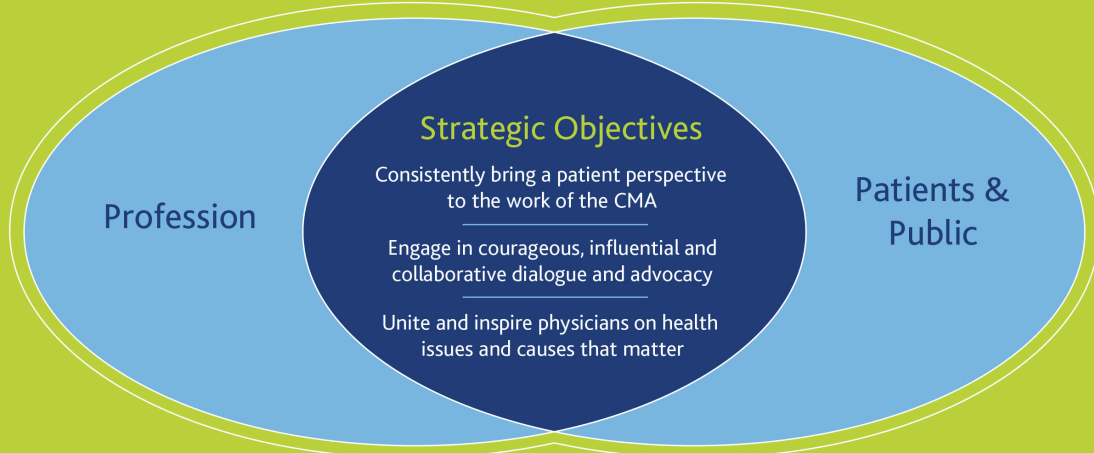 Profession
Strategic Objectives
Consistently bring a patient perspective
to the work of the CMA
Engage in courageous, influential and
collaborative dialogue and advocacy
Unite and inspire physicians on health
issues and causes that matter
Patients &
Public